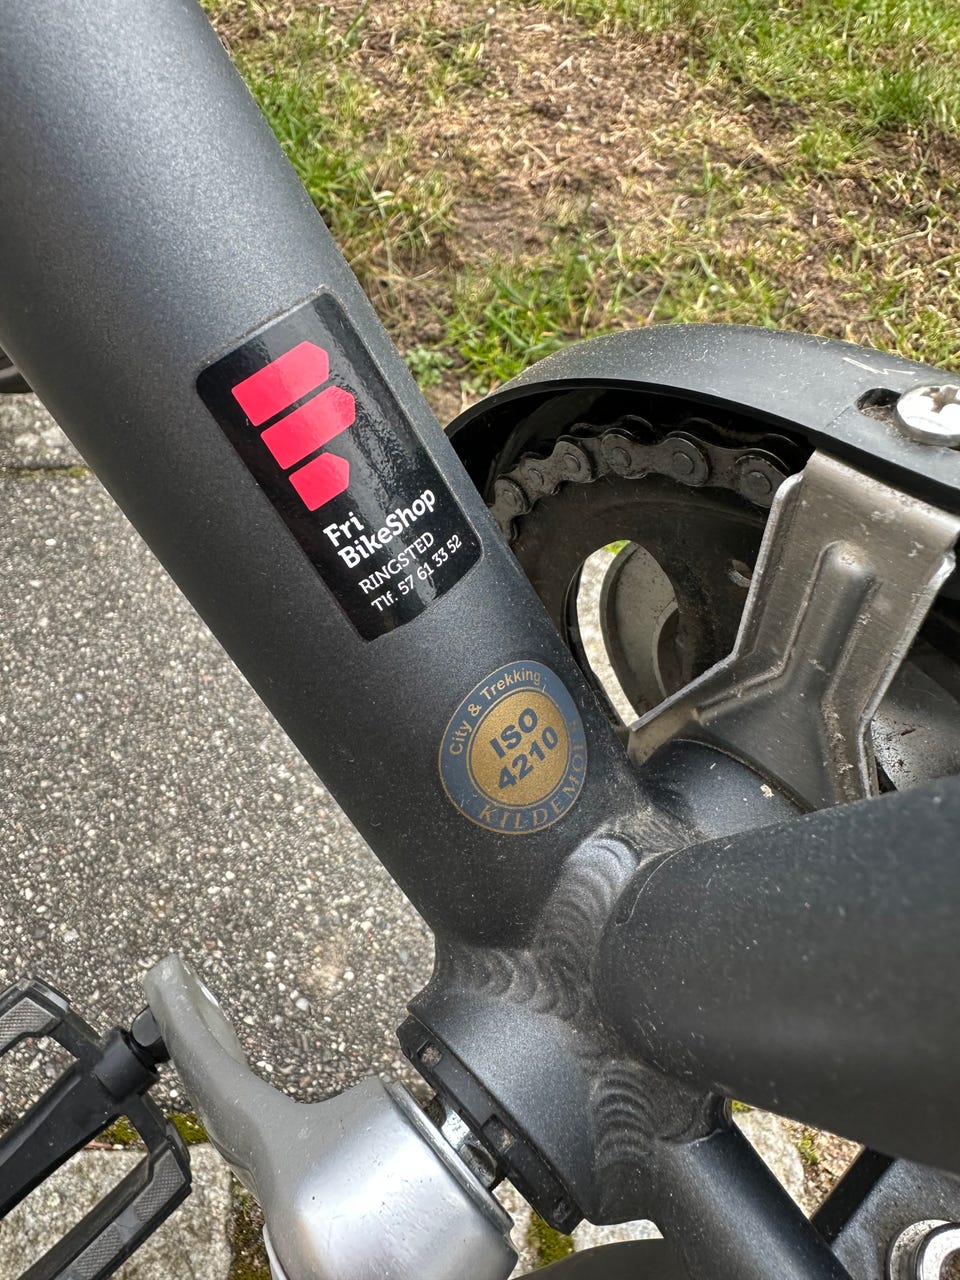 Fri
BikeShop
RINGSTED
Tlf. 57 61 33 52
City & Trekking
ISO
4210
KILDEMOES